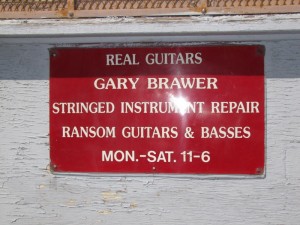 REAL GUITARS
GARY BRAWER
STRINGED INSTRUMENT REPAIR
RANSOM GUITARS & BASSES
MON.-SAT. 11-6